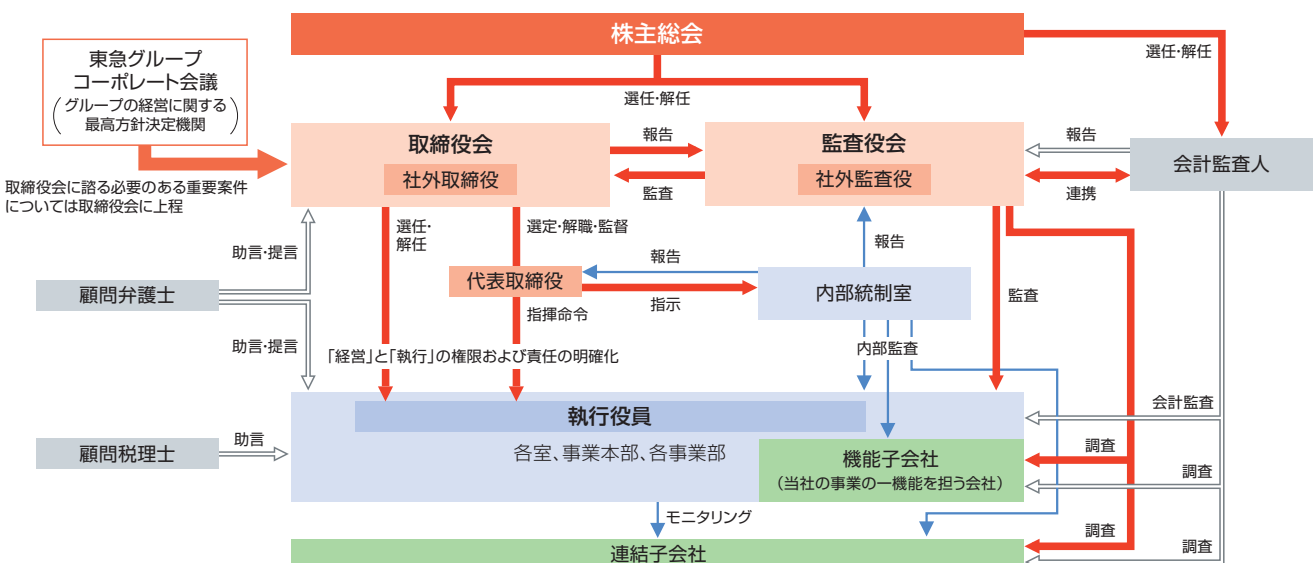 株主総会
東急グループ
コーポレート会議
(グループの経営に関する
最高方針決定機関)
選任・解任
選任・解任
取締役会
社外取締役
報告
監査
監査役会
社外監査役
報告
連携
会計監査人
取締役会に諮る必要のある重要案件
については取締役会に上程
助言・提言
選任・
解任
選定・解職・監督
報告
報告
顧問弁護士
代表取締役
指示
内部統制室
監査
指揮命令
助言・提言
「経営」と「執行」の権限および責任の明確化
内部監査
執行役員
会計監査
顧問税理士
助言
各室、事業本部、各事業部
機能子会社
(当社の事業の一機能を担う会社)
調査
調査
モニタリング
調査
調査
連結子会社